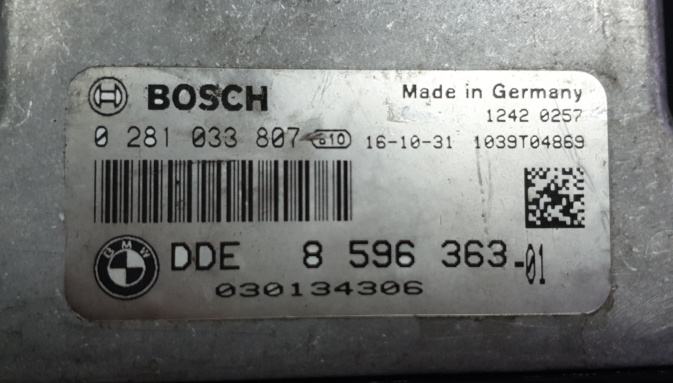 BOSCH
Made in Germany
1242 0257
0 281 033 807 610 16-10-31 1039T04869
BMW
DDE 8 596 363-01
030134306